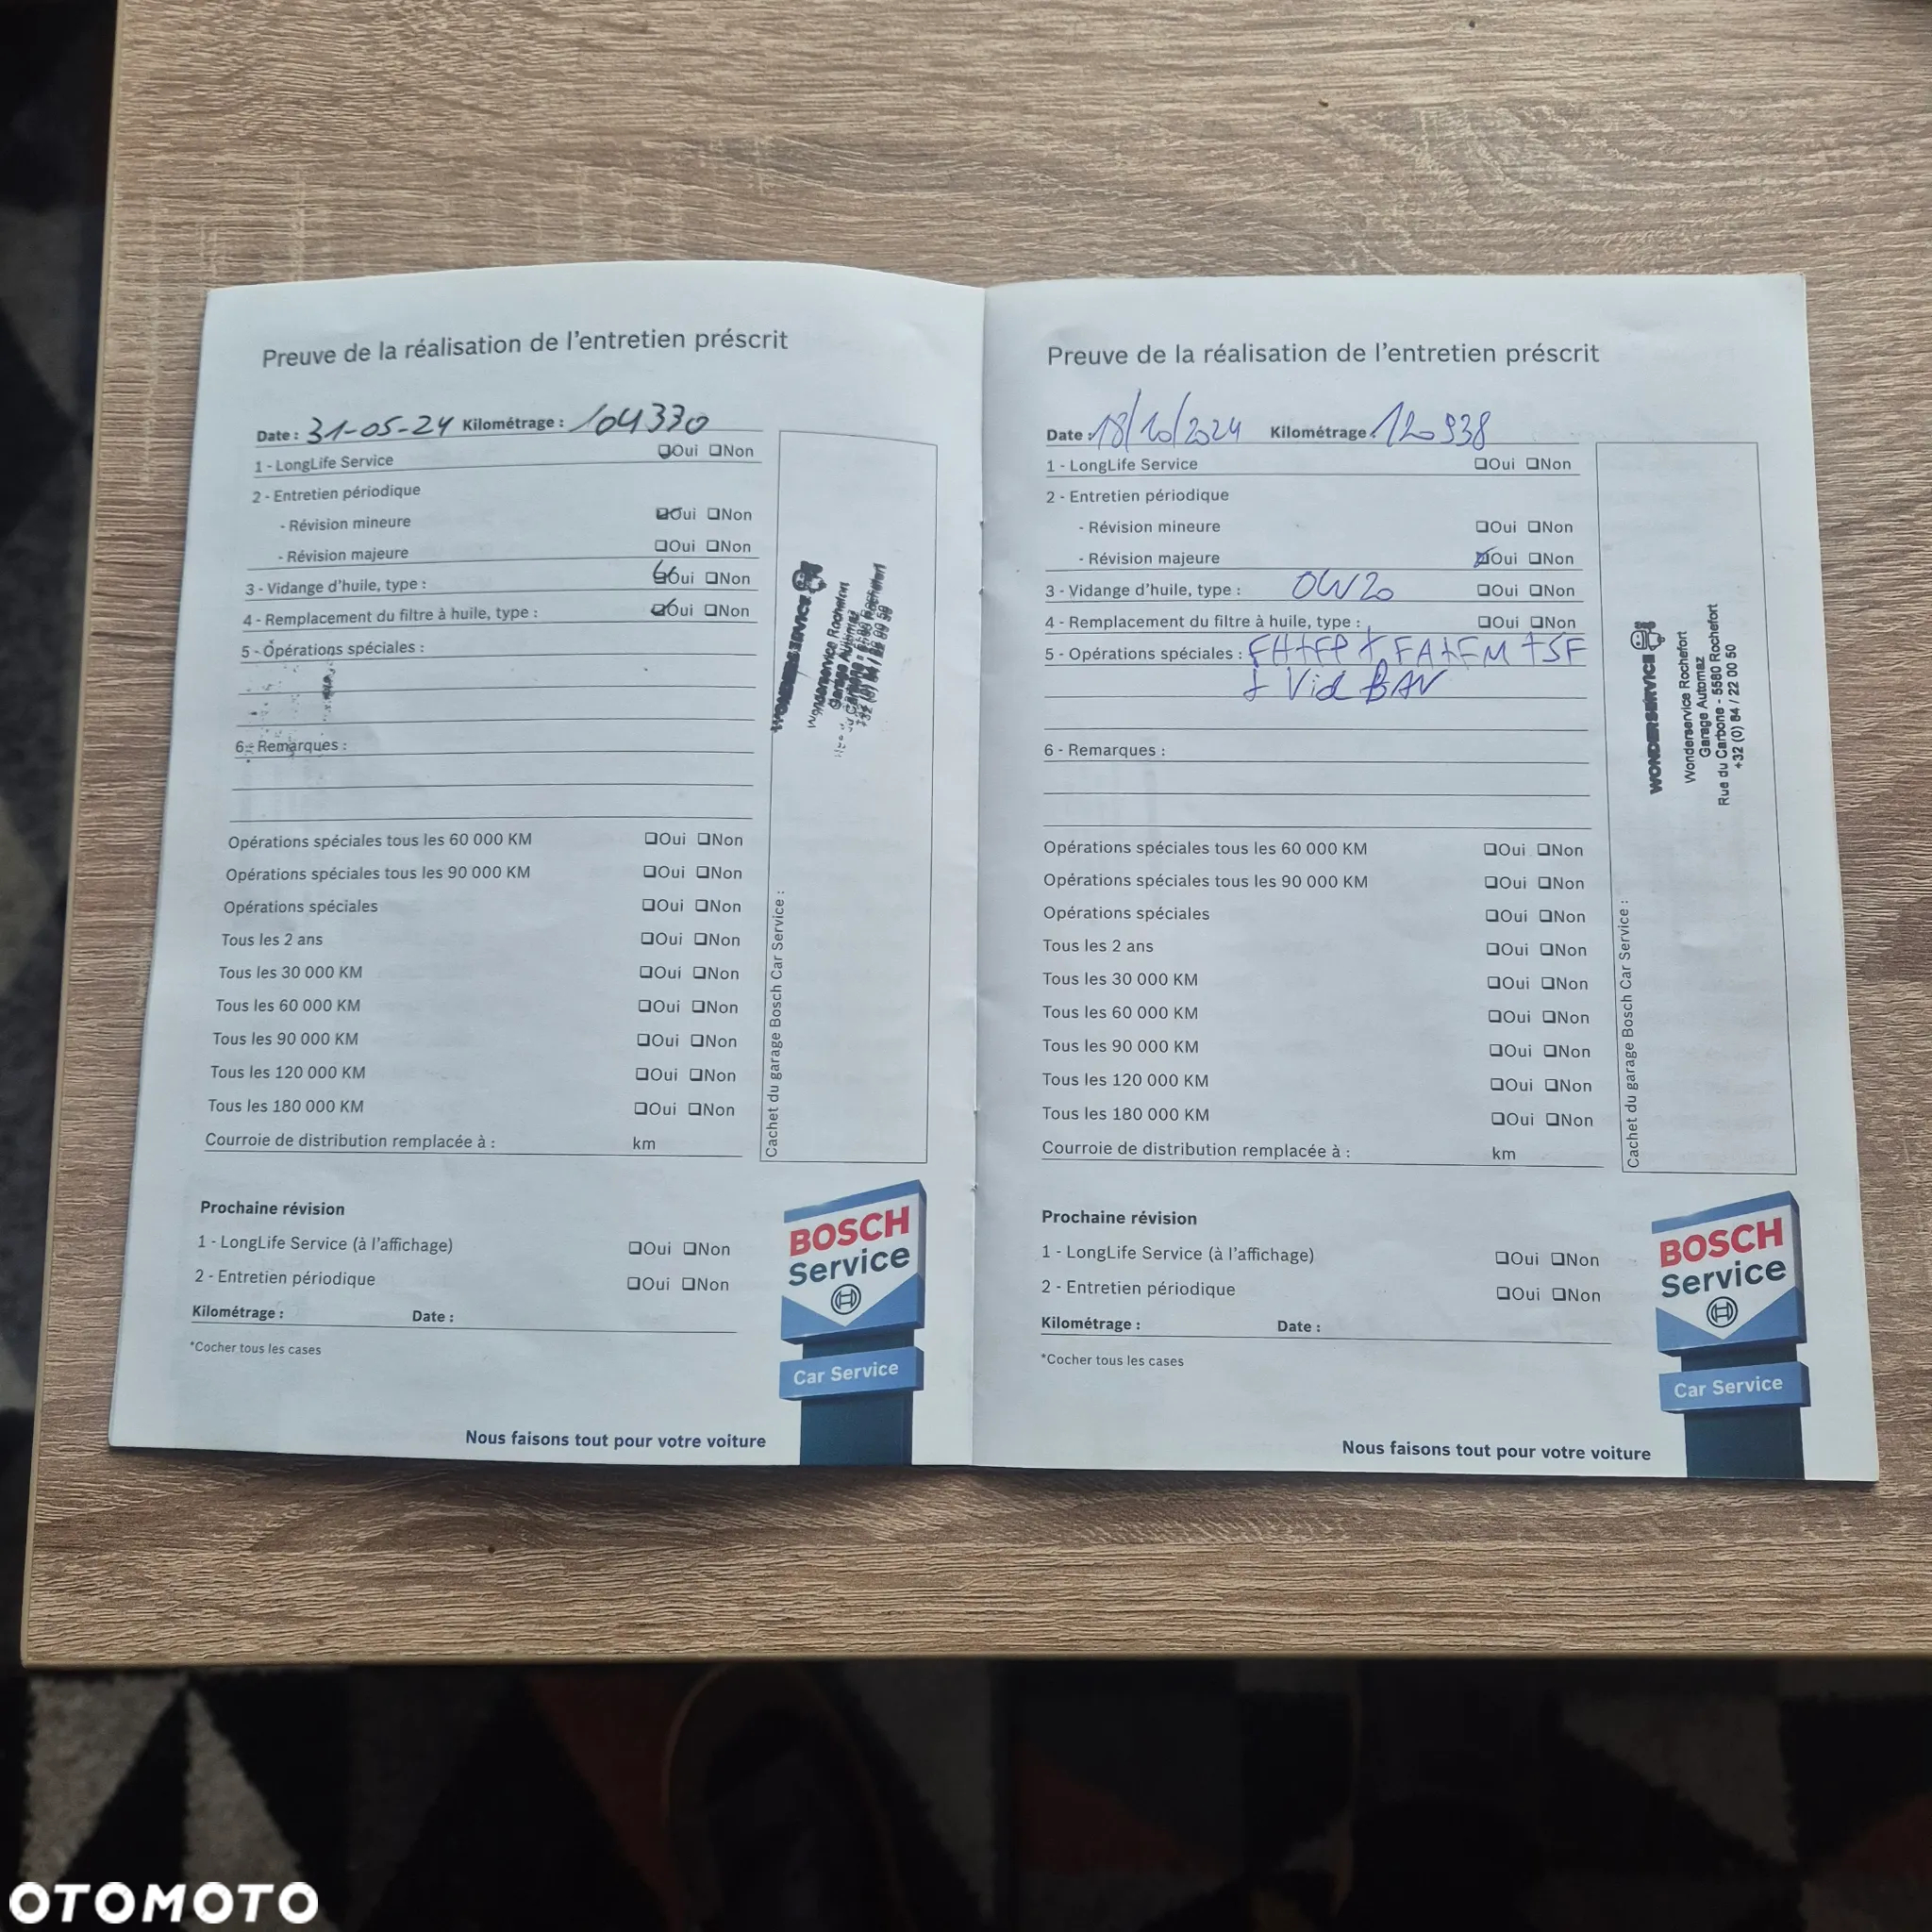 Preuve de la réalisation de l'entretien préscrit
Date : 31-05-24 Kilométrage : 104330
1 - LongLife Service ❑Oui ❑Non
2 - Entretien périodique
- Révision mineure ❑Oui ❑Non
- Révision majeure ❑Oui ❑Non
3 - Vidange d'huile, type : ❑Oui ❑Non
4 - Remplacement du filtre à huile, type : ❑Oui ❑Non
5 - Opérations spéciales :
6 - Remarques :
Opérations spéciales tous les 60 000 KM ❑Oui ❑Non
Opérations spéciales tous les 90 000 KM ❑Oui ❑Non
Opérations spéciales ❑Oui ❑Non
Tous les 2 ans ❑Oui ❑Non
Tous les 30 000 KM ❑Oui ❑Non
Tous les 60 000 KM ❑Oui ❑Non
Tous les 90 000 KM ❑Oui ❑Non
Tous les 120 000 KM ❑Oui ❑Non
Tous les 180 000 KM ❑Oui ❑Non
Courroie de distribution remplacée à : km
Cachet du garage Bosch Car Service :
WONDERSERVICE
Wonderservice Rochefort
Garage Automaz
Prochaine révision
1 - LongLife Service (à l'affichage) ❑Oui ❑Non
2 - Entretien périodique ❑Oui ❑Non
Kilométrage : Date :
*Cocher tous les cases
BOSCH
Service
Car Service
Nous faisons tout pour votre voiture
Preuve de la réalisation de l'entretien préscrit
Date : 18/10/2024 Kilométrage : 120938
1 - LongLife Service ❑Oui ❑Non
2 - Entretien périodique
- Révision mineure ❑Oui ❑Non
- Révision majeure ❑Oui ❑Non
3 - Vidange d'huile, type : 0W20 ❑Oui ❑Non
4 - Remplacement du filtre à huile, type : ❑Oui ❑Non
5 - Opérations spéciales : FH+FP + FA+FM +SF
+ Vid BAV
6 - Remarques :
Opérations spéciales tous les 60 000 KM ❑Oui ❑Non
Opérations spéciales tous les 90 000 KM ❑Oui ❑Non
Opérations spéciales ❑Oui ❑Non
Tous les 2 ans ❑Oui ❑Non
Tous les 30 000 KM ❑Oui ❑Non
Tous les 60 000 KM ❑Oui ❑Non
Tous les 90 000 KM ❑Oui ❑Non
Tous les 120 000 KM ❑Oui ❑Non
Tous les 180 000 KM ❑Oui ❑Non
Courroie de distribution remplacée à : km
Cachet du garage Bosch Car Service :
WONDERSERVICE
Wonderservice Rochefort
Garage Automaz
Rue du Carbone - 5580 Rochefort
+32 (0) 84 / 22 00 50
Prochaine révision
1 - LongLife Service (à l'affichage) ❑Oui ❑Non
2 - Entretien périodique ❑Oui ❑Non
Kilométrage : Date :
*Cocher tous les cases
BOSCH
Service
Car Service
Nous faisons tout pour votre voiture
OTOMOTO